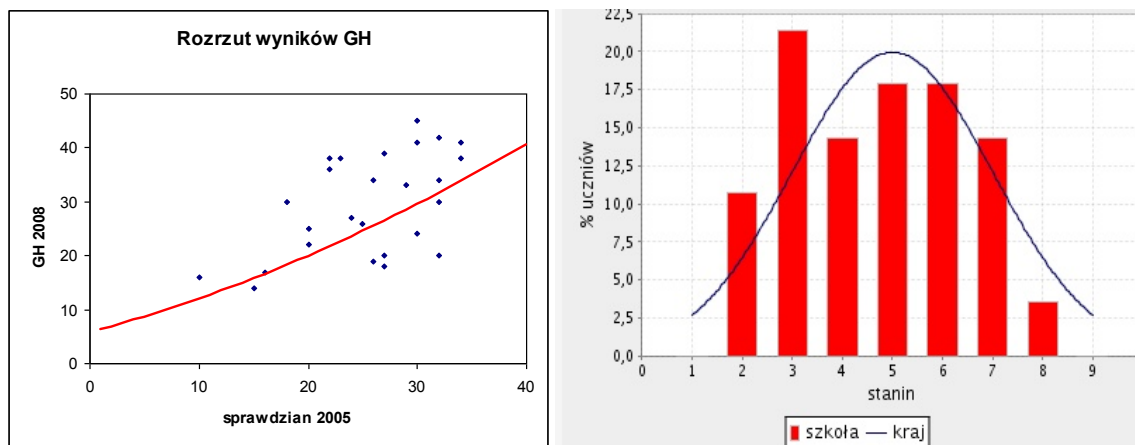 Rozrzut wyników GH
50
40
30
20
10
0
0 10 20 30 40
GH 2008
sprawdzian 2005
22,5
20,0
17,5
15,0
12,5
10,0
7,5
5,0
2,5
0,0
0 1 2 3 4 5 6 7 8 9
% uczniów
stanin
szkoła kraj